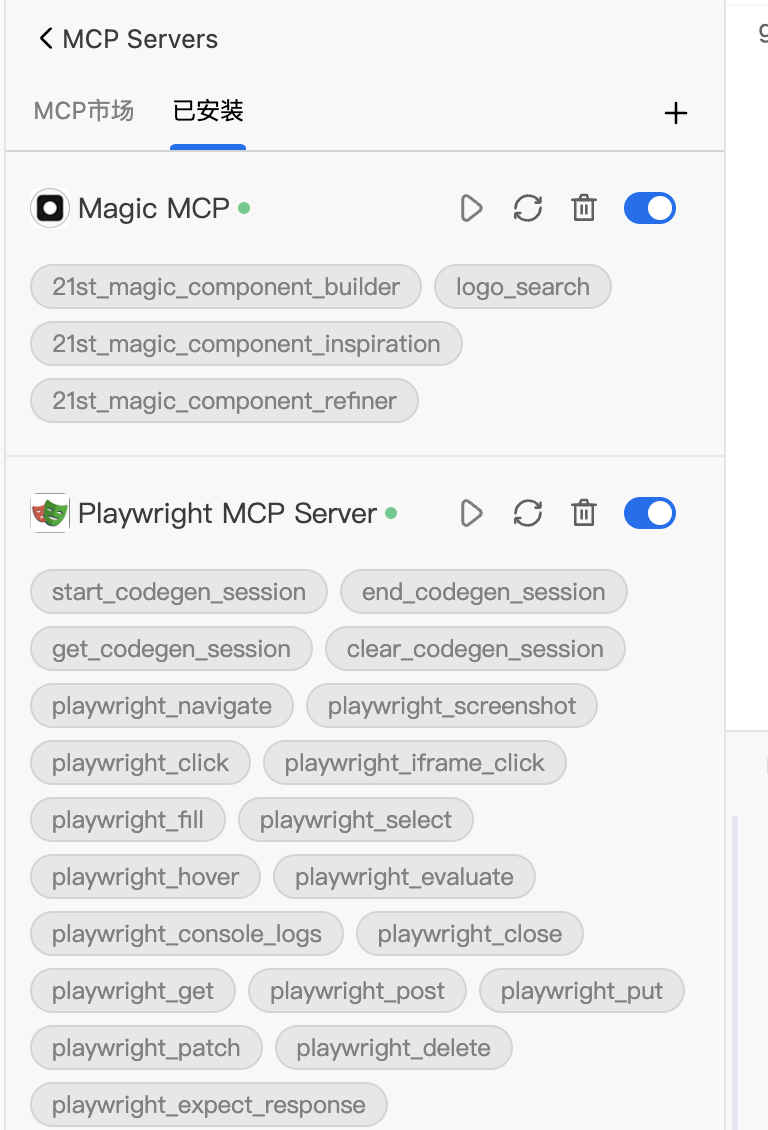 MCP Servers
MCP市场 已安装
Magic MCP
21st_magic_component_builder logo_search
21st_magic_component_inspiration
21st_magic_component_refiner
Playwright MCP Server
start_codegen_session end_codegen_session
get_codegen_session clear_codegen_session
playwright_navigate playwright_screenshot
playwright_click playwright_iframe_click
playwright_fill playwright_select
playwright_hover playwright_evaluate
playwright_console_logs playwright_close
playwright_get playwright_post playwright_put
playwright_patch playwright_delete
playwright_expect_response